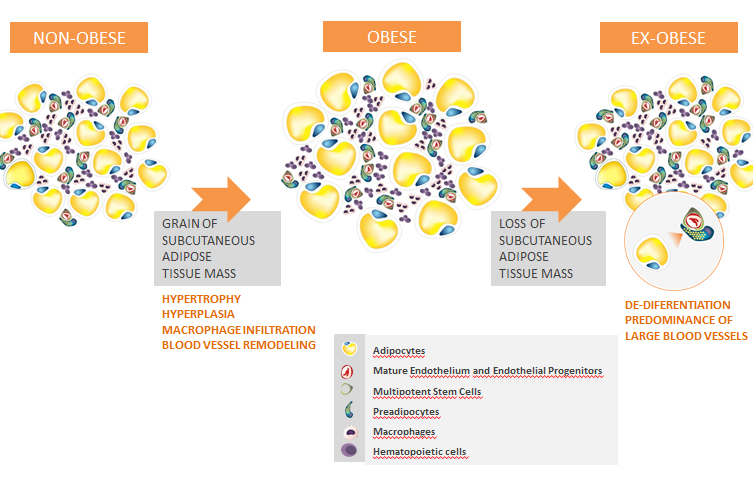 NON-OBESE
OBESE
EX-OBESE
GRAIN OF
SUBCUTANEOUS
ADIPOSE
TISSUE MASS
HYPERTROPHY
HYPERPLASIA
MACROPHAGE INFILTRATION
BLOOD VESSEL REMODELING
LOSS OF
SUBCUTANEOUS
ADIPOSE
TISSUE MASS
DE-DIFERENTIATION
PREDOMINANCE OF
LARGE BLOOD VESSELS
Adipocytes
Mature Endothelium and Endothelial Progenitors
Multipotent Stem Cells
Preadipocytes
Macrophages
Hematopoietic cells